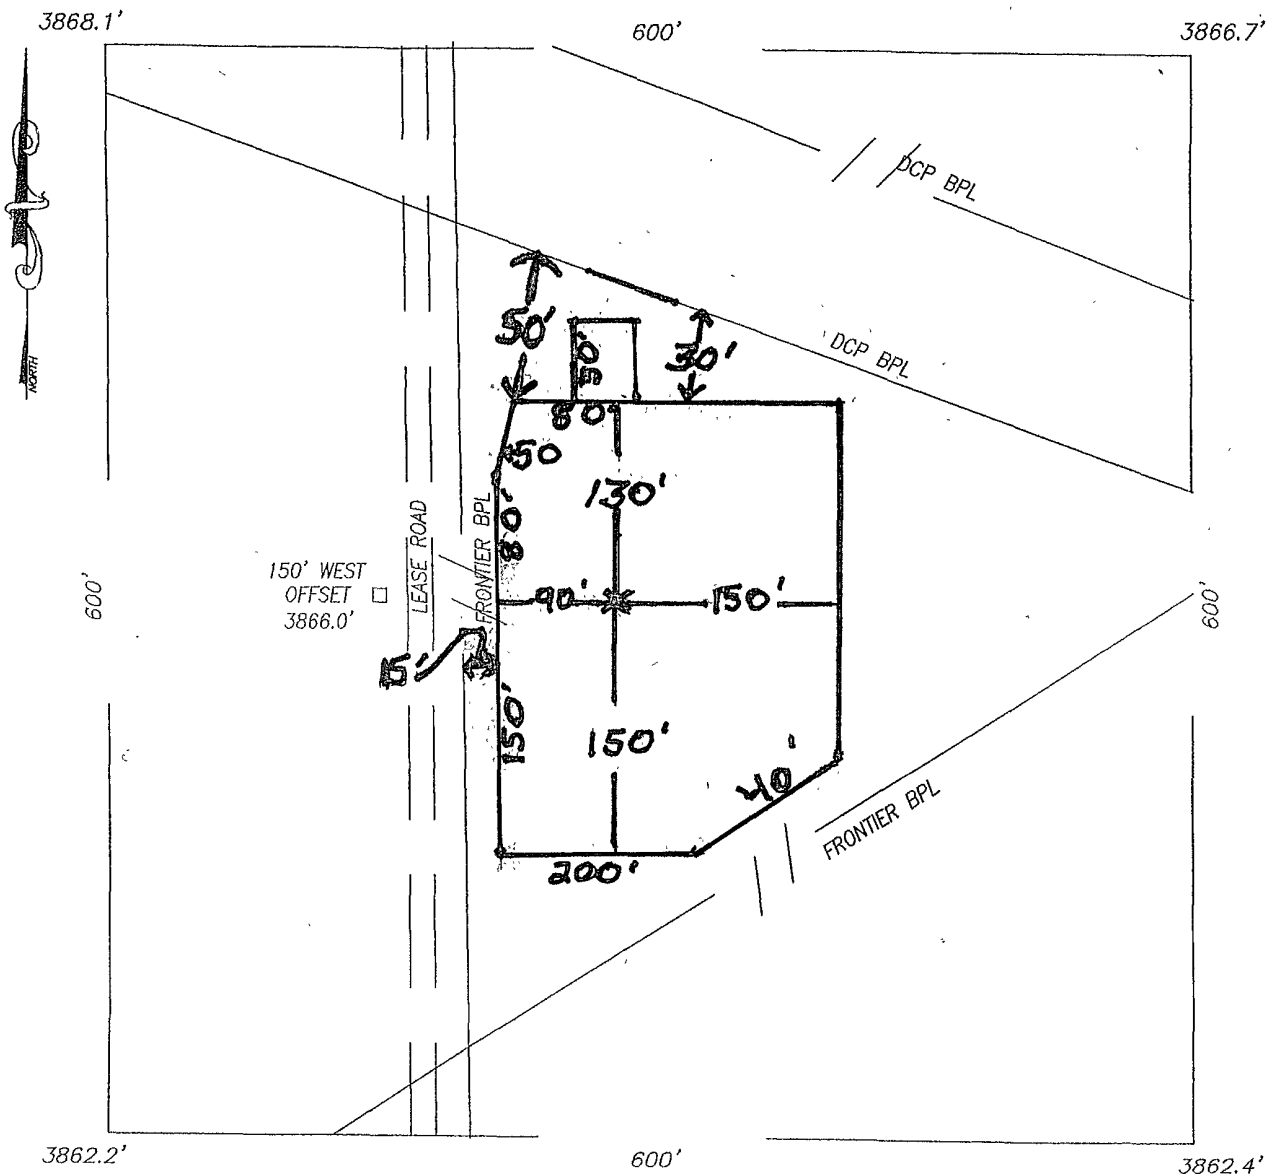 3868.1'
600'
3866.7'
NORTH
DCP BPL
50'
50'
30'
DCP BPL
80'
50
130'
80'
LEASE ROAD
FRONTIER BPL
150' WEST
OFFSET
3866.0'
600'
90'
150'
600'
15'
150'
150'
40'
FRONTIER BPL
200'
3862.2'
600'
3862.4'